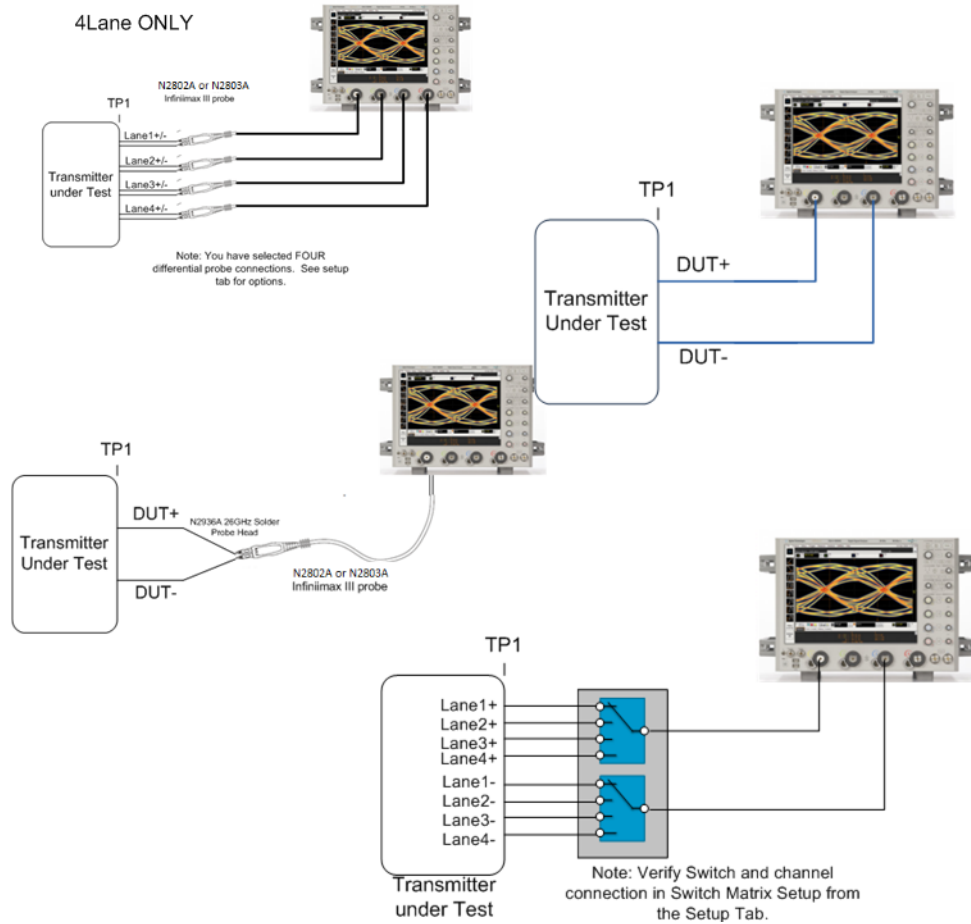 4Lane ONLY
N2802A or N2803A
Infiniimax III probe
TP1
Lane1+/-
Lane2+/-
Lane3+/-
Lane4+/-
Transmitter
under Test
Note: You have selected FOUR
differential probe connections. See setup
tab for options.
TP1
DUT+
Transmitter
Under Test
DUT-
TP1
DUT+
N2936A 26GHz Solder
Probe Head
Transmitter
Under Test
DUT-
N2802A or N2803A
Infiniimax III probe
TP1
Lane1+
Lane2+
Lane3+
Lane4+
Lane1-
Lane2-
Lane3-
Lane4-
Transmitter
under Test
Note: Verify Switch and channel
connection in Switch Matrix Setup from
the Setup Tab.